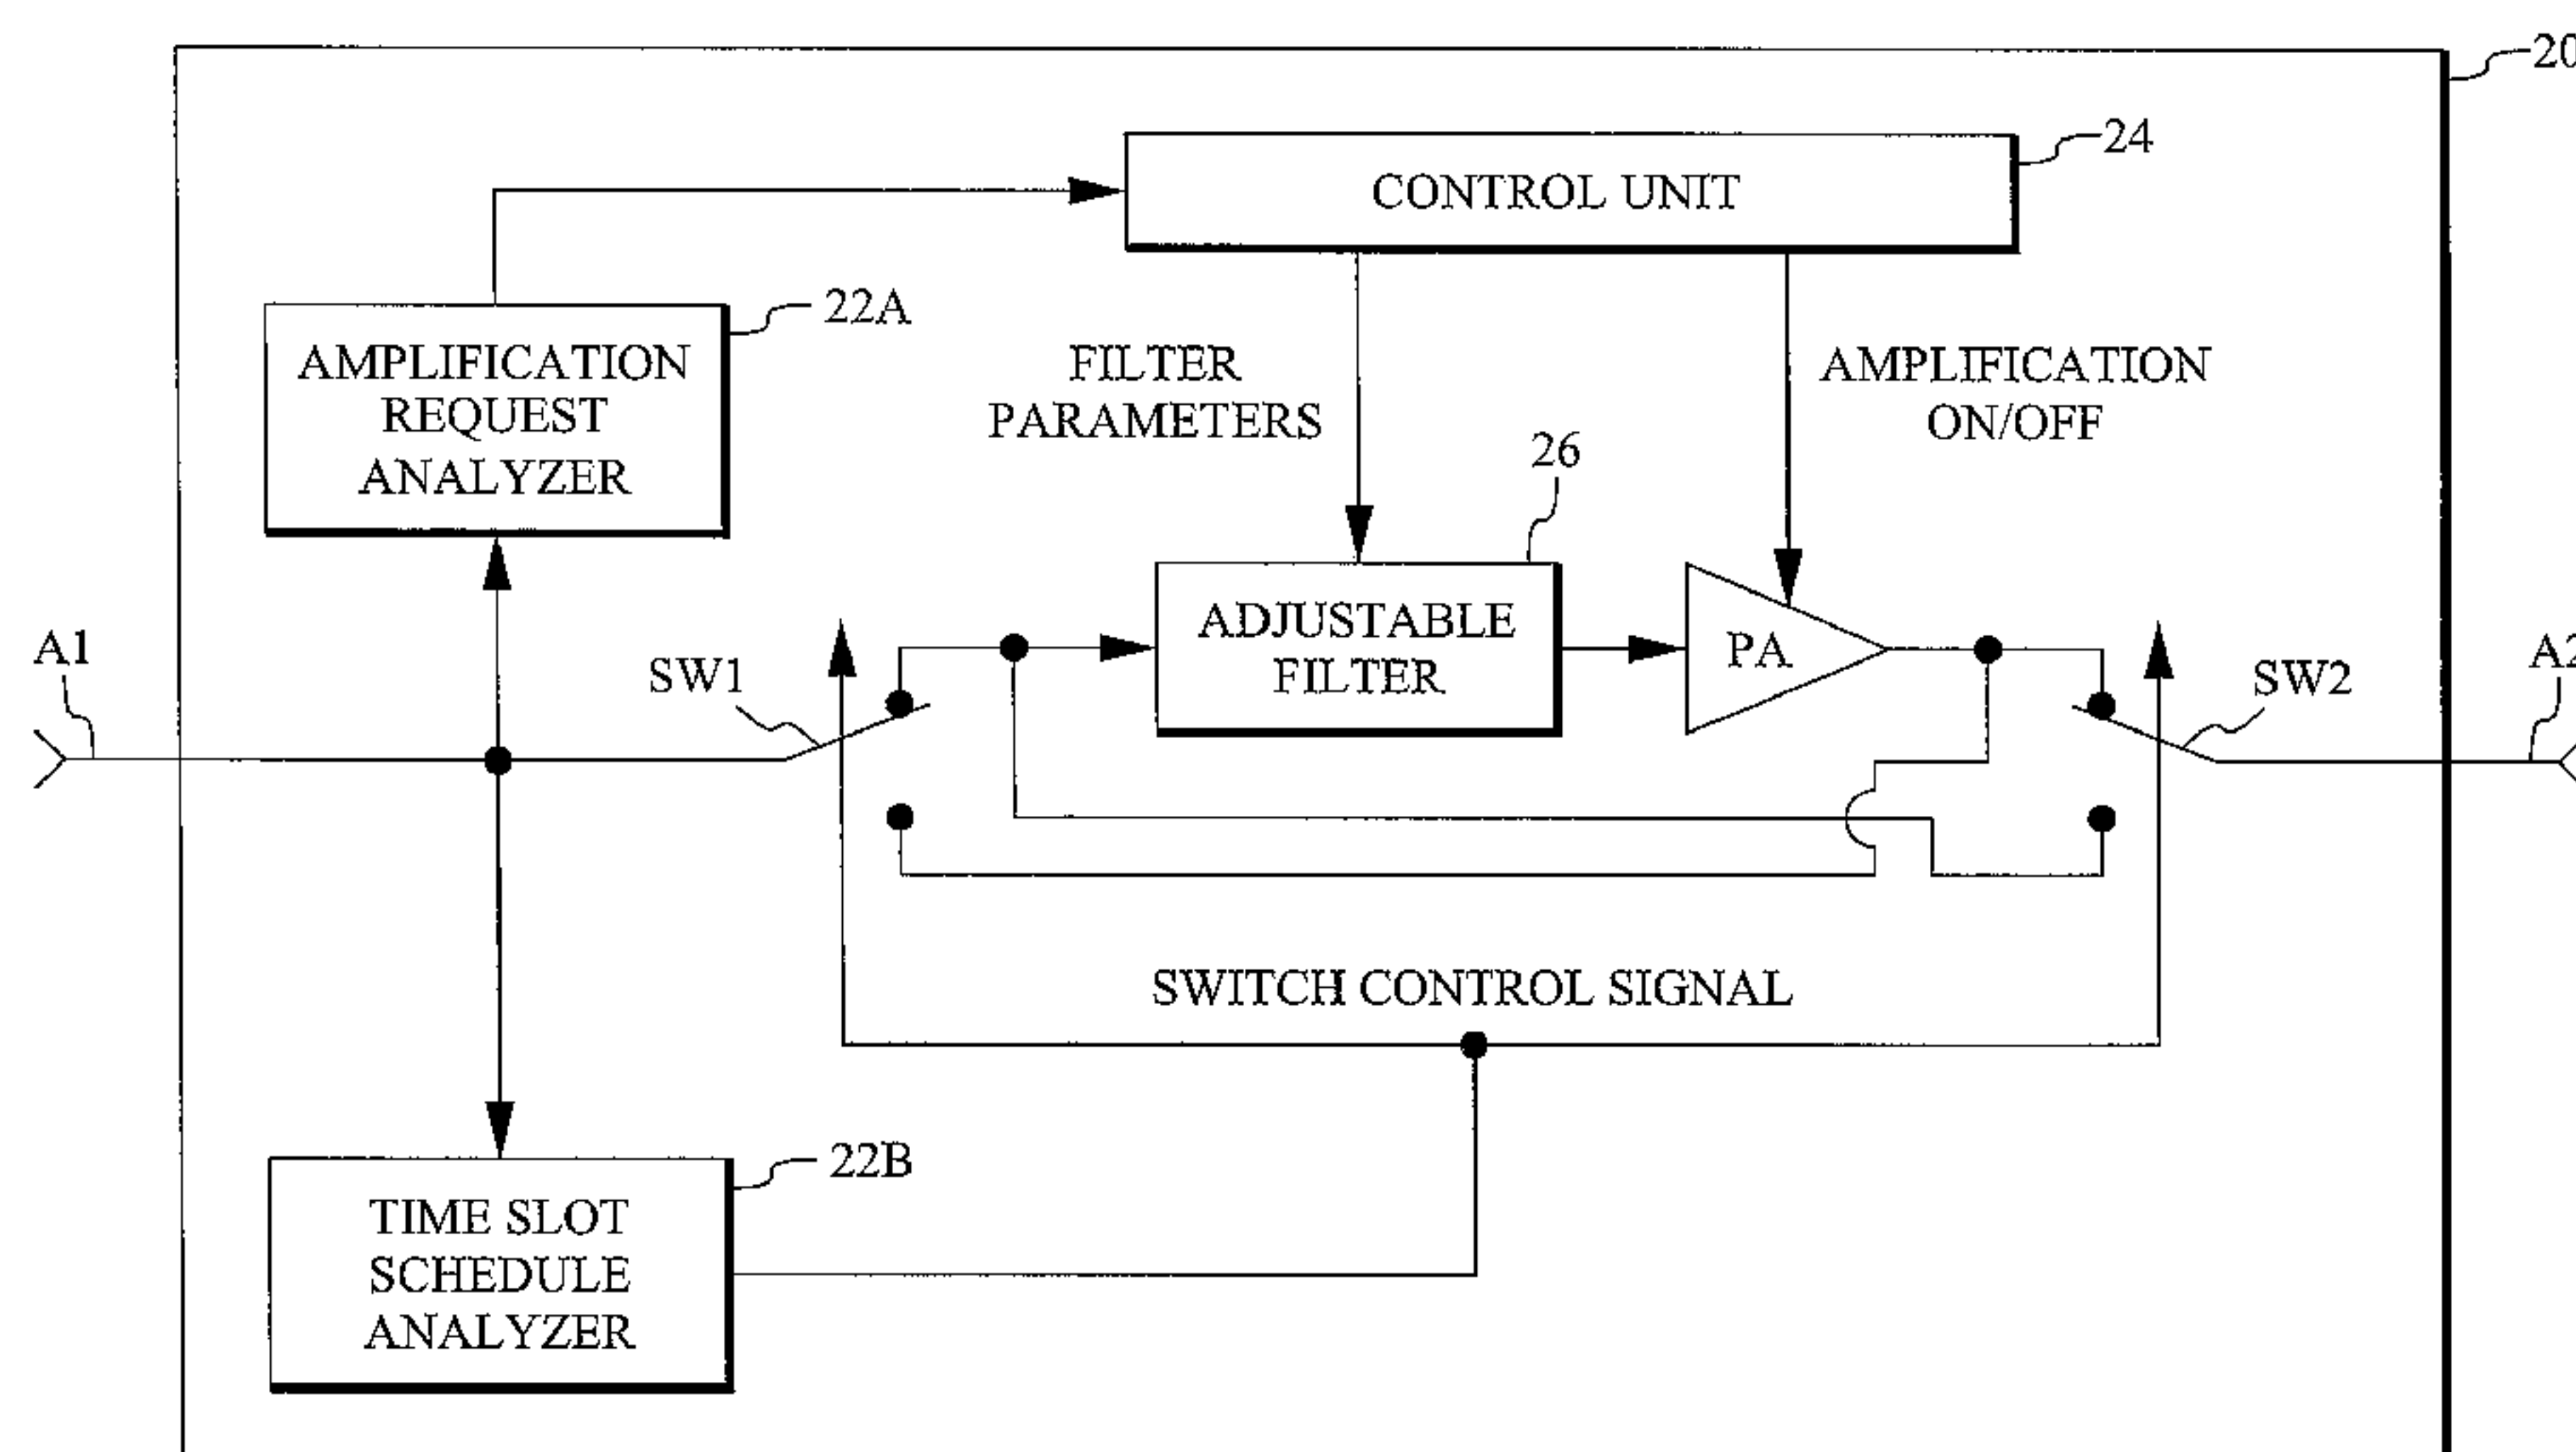 20
24
CONTROL UNIT
22A
AMPLIFICATION
REQUEST
ANALYZER
FILTER
PARAMETERS
AMPLIFICATION
ON/OFF
26
A1
SW1
ADJUSTABLE
FILTER
PA
SW2
A2
SWITCH CONTROL SIGNAL
22B
TIME SLOT
SCHEDULE
ANALYZER